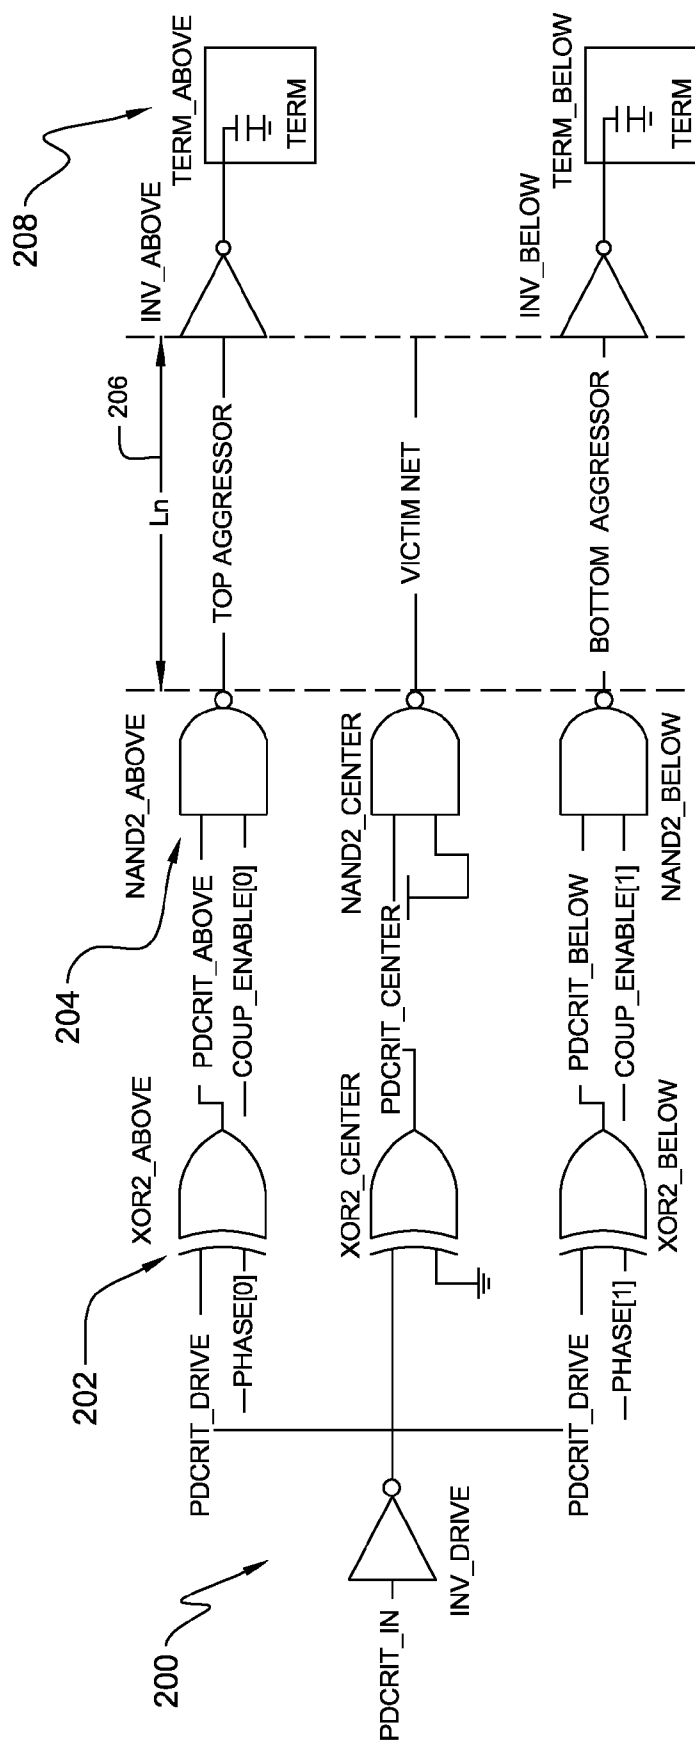 200
PDCRIT_IN
INV_DRIVE
202
PDCRIT_DRIVE
PHASE[0]
XOR2_ABOVE
XOR2_CENTER
PDCRIT_DRIVE
PHASE[1]
XOR2_BELOW
204
PDCRIT_ABOVE
COUP_ENABLE[0]
NAND2_ABOVE
PDCRIT_CENTER
NAND2_CENTER
PDCRIT_BELOW
COUP_ENABLE[1]
NAND2_BELOW
Ln
206
TOP AGGRESSOR
VICTIM NET
BOTTOM AGGRESSOR
208
INV_ABOVE
TERM_ABOVE
TERM
INV_BELOW
TERM_BELOW
TERM